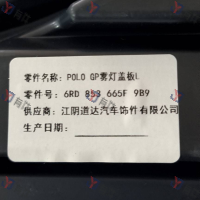 零件名称: POLO GP雾灯盖板L
零件号: 6RD 853 665F 9B9
供应商: 江阴道达汽车饰件有限公司
生产日期: